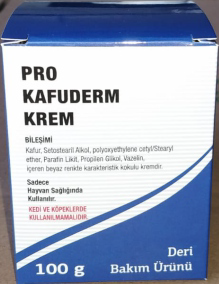 PRO
KAFUDERM
KREM
BİLEŞİMİ
Kafur, Setostearil Alkol, polyoxyethylene cetyl/Stearyl
ether, Parafin Likit, Propilen Glikol, Vazelin,
içeren beyaz renkte karakteristik kokulu kremdir.
Sadece
Hayvan Sağlığında
Kullanılır.
KEDİ VE KÖPEKLERDE
KULLANILMAMALIDIR.
100 g
Deri
Bakım Ürünü